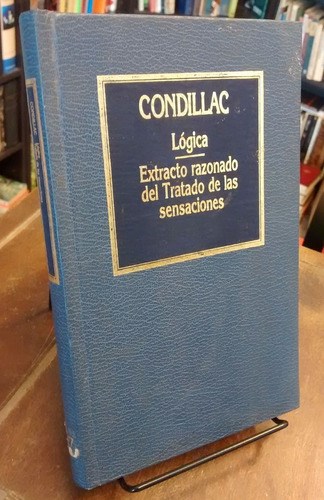 CONDILLAC
Lógica
Extracto razonado
del Tratado de las
sensaciones